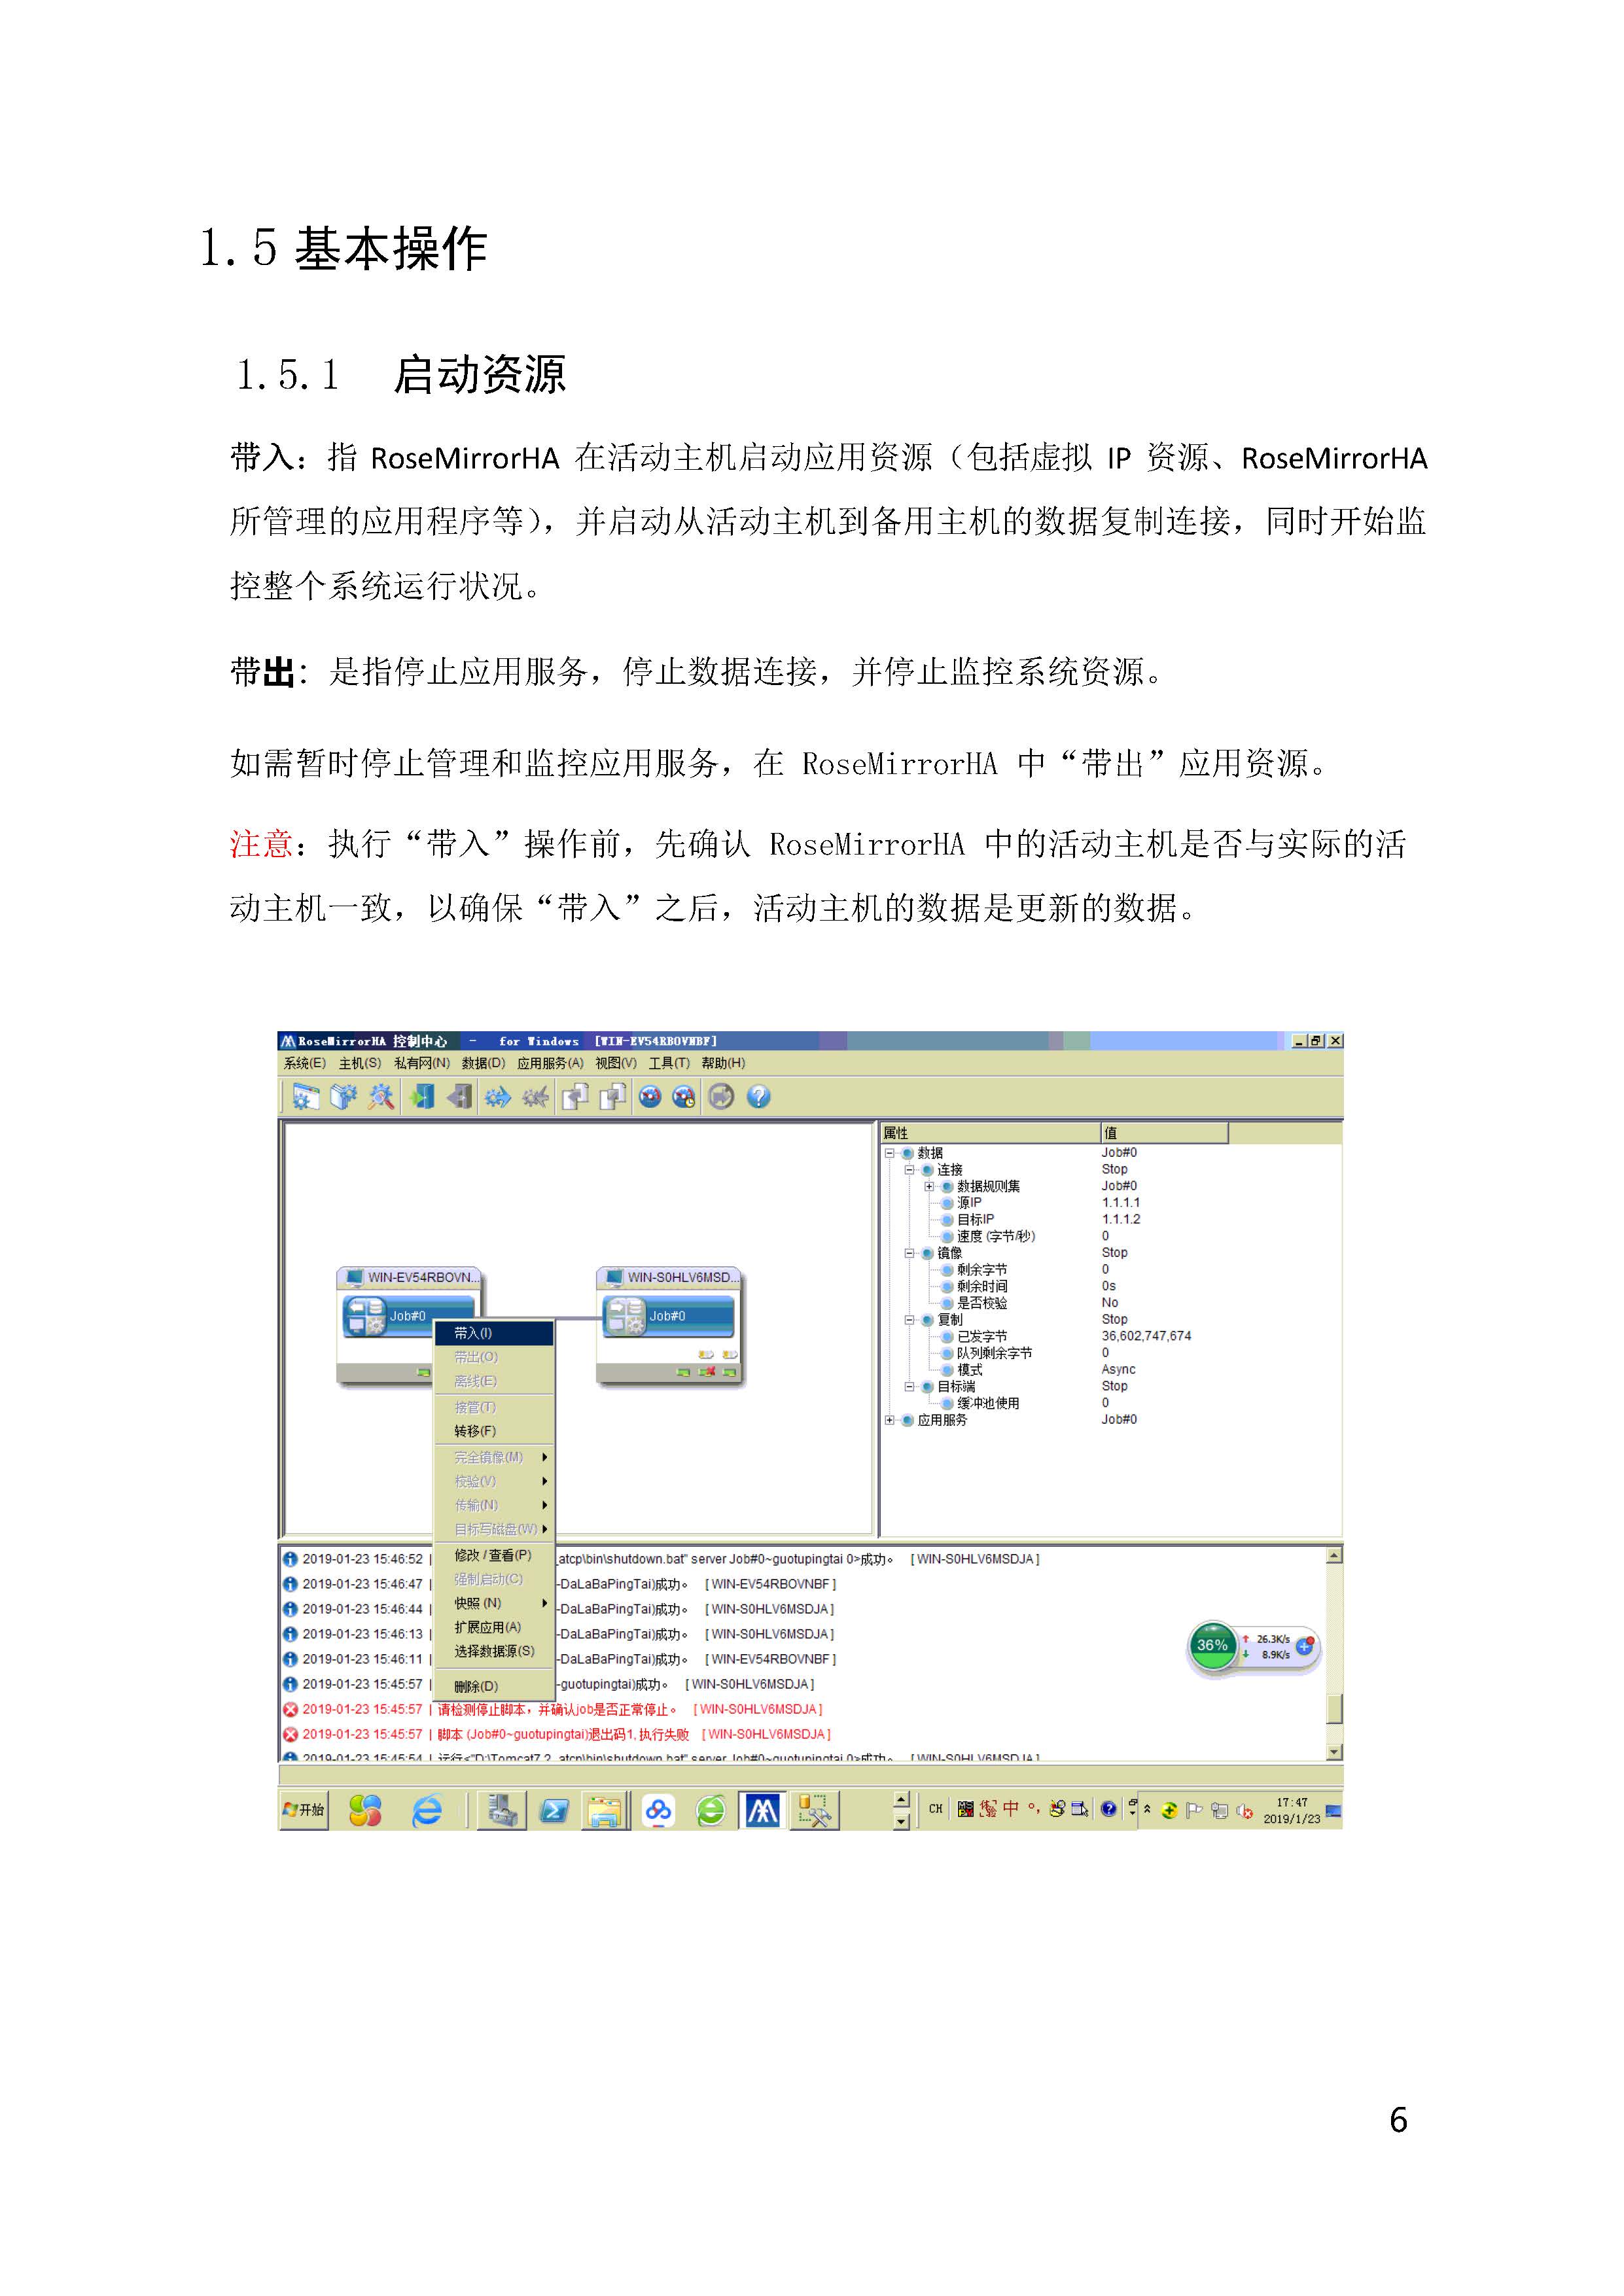 1.5 基本操作
1.5.1 启动资源
带入：指 RoseMirrorHA 在活动主机启动应用资源（包括虚拟 IP 资源、RoseMirrorHA
所管理的应用程序等），并启动从活动主机到备用主机的数据复制连接，同时开始监
控整个系统运行状况。
带出：是指停止应用服务，停止数据连接，并停止监控系统资源。
如需暂时停止管理和监控应用服务，在 RoseMirrorHA 中“带出”应用资源。
注意：执行“带入”操作前，先确认 RoseMirrorHA 中的活动主机是否与实际的活
动主机一致，以确保“带入”之后，活动主机的数据是更新的数据。
RoseMirrorHA 控制中心 - for Windows [WIN-EV54RBOVNBF]
系统(E) 主机(S) 私有网(N) 数据(D) 应用服务(A) 视图(V) 工具(T) 帮助(H)
属性 值
数据 Job#0
连接 Stop
数据规则集 Job#0
源IP 1.1.1.1
目标IP 1.1.1.2
速度 (字节/秒) 0
镜像 Stop
剩余字节 0
剩余时间 0s
是否校验 No
复制 Stop
已发字节 36,602,747,674
队列剩余字节 0
模式 Async
目标端 Stop
缓冲池使用 0
应用服务 Job#0
WIN-EV54RBOVN...
Job#0
WIN-S0HLV6MSD...
Job#0
带入(I)
带出(O)
离线(E)
接管(T)
转移(F)
完全镜像(M)
校验(V)
传输(N)
目标写磁盘(W)
修改 / 查看(P)
强制启动(C)
快照 (N)
扩展应用(A)
选择数据源(S)
删除(D)
2019-01-23 15:46:52 | _atcp\bin\shutdown.bat" server Job#0~guotupingtai 0>成功。 [WIN-S0HLV6MSDJA]
2019-01-23 15:46:47 | -DaLaBaPingTai)成功。 [WIN-EV54RBOVNBF]
2019-01-23 15:46:44 | -DaLaBaPingTai)成功。 [WIN-S0HLV6MSDJA]
2019-01-23 15:46:13 | -DaLaBaPingTai)成功。 [WIN-S0HLV6MSDJA]
2019-01-23 15:46:11 | -DaLaBaPingTai)成功。 [WIN-EV54RBOVNBF]
2019-01-23 15:45:57 | -guotupingtai)成功。 [WIN-S0HLV6MSDJA]
2019-01-23 15:45:57 | 请检测停止脚本，并确认job是否正常停止。 [WIN-S0HLV6MSDJA]
2019-01-23 15:45:57 | 脚本 (Job#0~guotupingtai)退出码1, 执行失败 [WIN-S0HLV6MSDJA]
2019-01-23 15:45:54 | 运行<"D:\Tomcat7.2_atcp\bin\shutdown.bat" server Job#0~guotupingtai 0>成功。 [WIN-S0HLV6MSDJA]
36% 26.3K/s
8.9K/s
开始 CH 中 17:47
2019/1/23
6